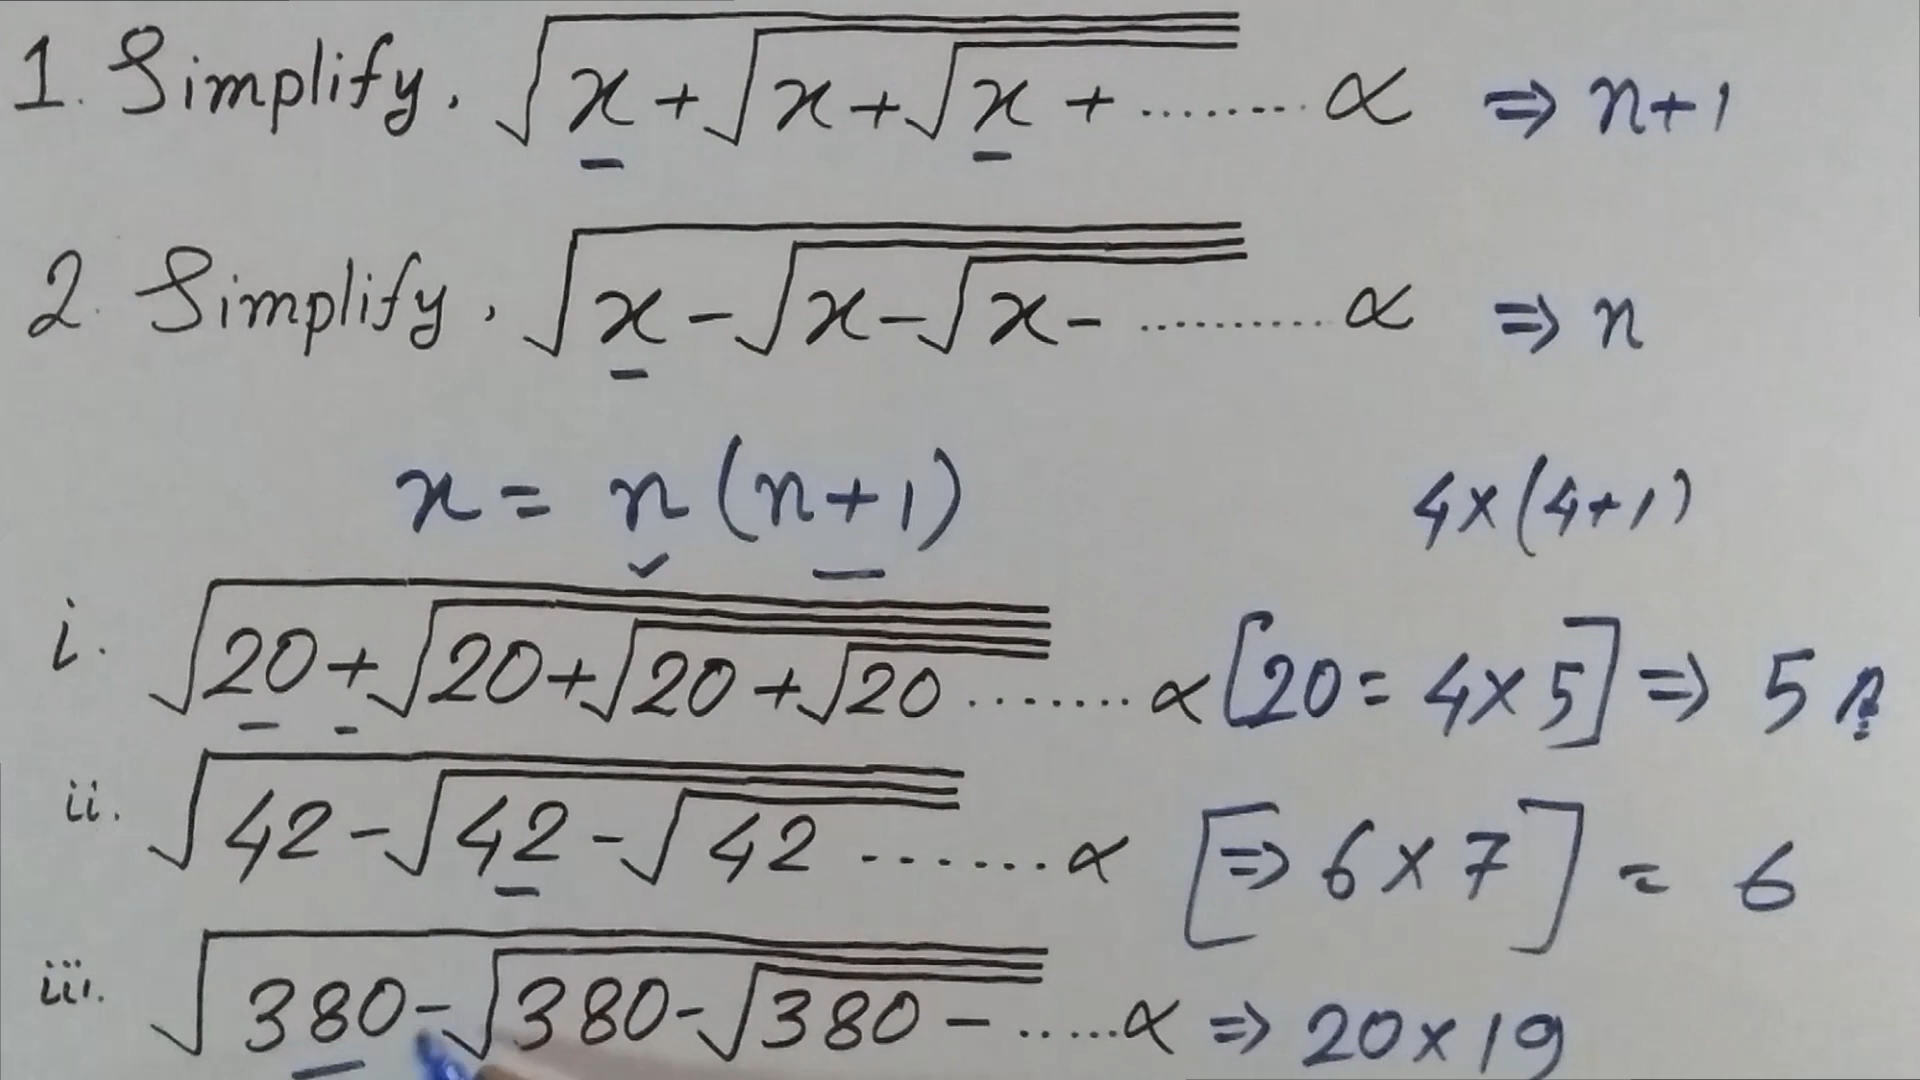 1. Simplify. √x + √x + √x + ........ ∝ ⇒ n+1
2. Simplify. √x - √x - √x - .......... ∝ ⇒ n
x = n (n+1) 4×(4+1)
i. √20 + √20 + √20 + √20 ....... ∝ [20 = 4×5] ⇒ 5
ii. √42 - √42 - √42 ....... ∝ [⇒ 6×7] = 6
iii. √380 - √380 - √380 - ..... ∝ ⇒ 20×19